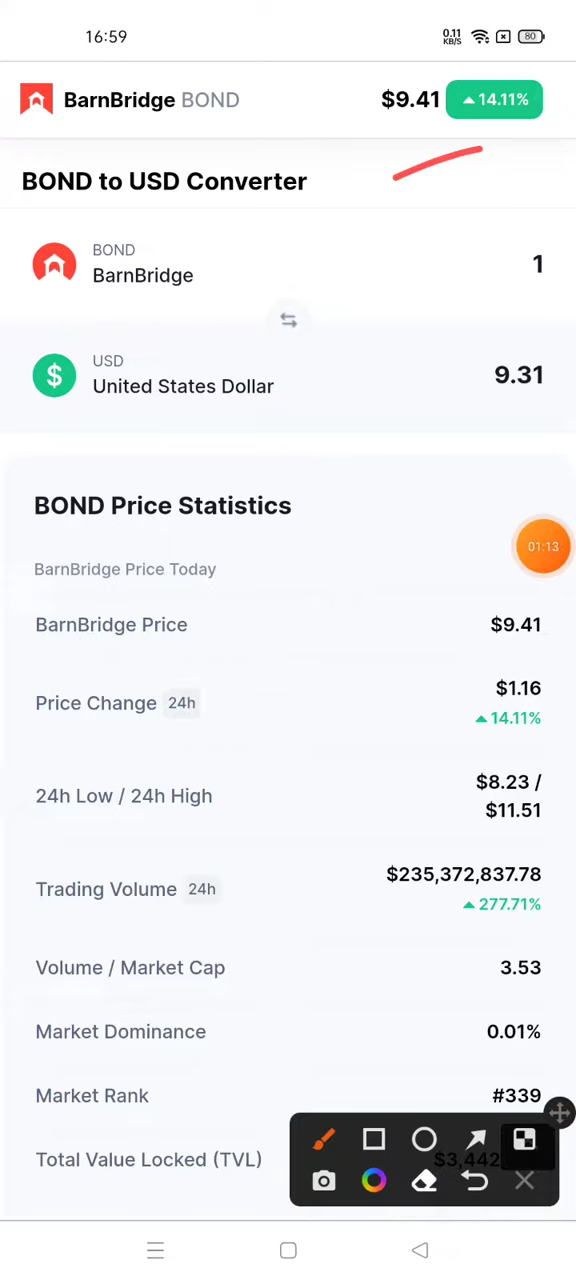 16:59
0.11
KB/S
80
BarnBridge BOND
$9.41
14.11%
BOND to USD Converter
BOND
BarnBridge
1
USD
United States Dollar
9.31
BOND Price Statistics
01:13
BarnBridge Price Today
BarnBridge Price
$9.41
Price Change 24h
$1.16
14.11%
24h Low / 24h High
$8.23 /
$11.51
Trading Volume 24h
$235,372,837.78
277.71%
Volume / Market Cap
3.53
Market Dominance
0.01%
Market Rank
#339
Total Value Locked (TVL)